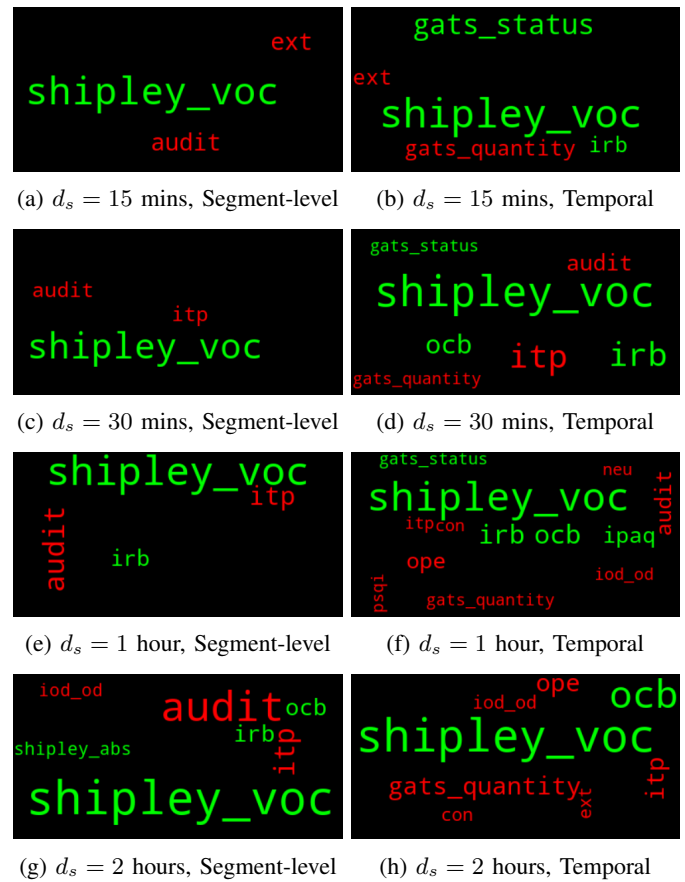 ext
shipley_voc
audit
gats_status
ext
shipley_voc
gats_quantity irb
(a) d_s = 15 mins, Segment-level
(b) d_s = 15 mins, Temporal
audit
itp
shipley_voc
gats_status
audit
shipley_voc
ocb itp irb
gats_quantity
(c) d_s = 30 mins, Segment-level
(d) d_s = 30 mins, Temporal
shipley_voc
itp
audit
irb
gats_status
neu
shipley_voc
audit
itp con
irb ocb ipaq
ope
iod_od
psqi
gats_quantity
(e) d_s = 1 hour, Segment-level
(f) d_s = 1 hour, Temporal
iod_od
audit ocb
irb
itp
shipley_abs
shipley_voc
ope
iod_od
ocb
shipley_voc
itp
gats_quantity
ext
con
(g) d_s = 2 hours, Segment-level
(h) d_s = 2 hours, Temporal